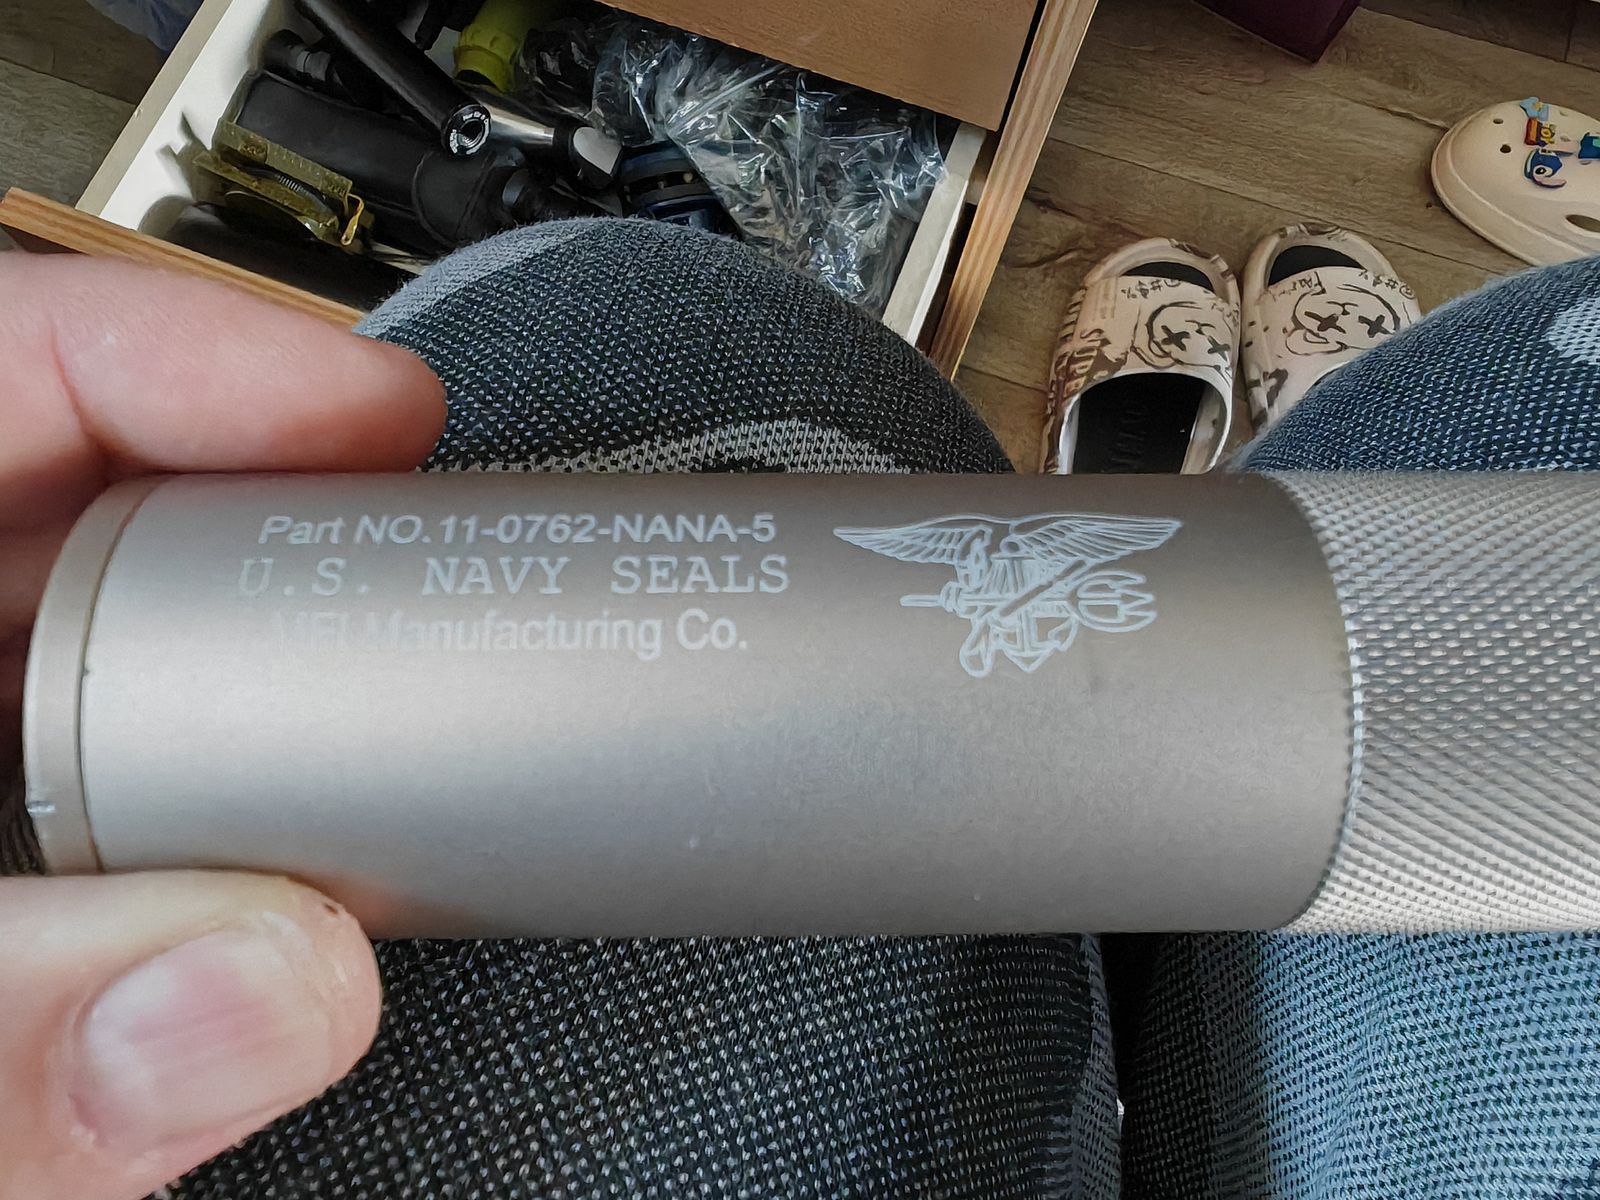 Part NO.11-0762-NANA-5
U.S. NAVY SEALS
Manufacturing Co.